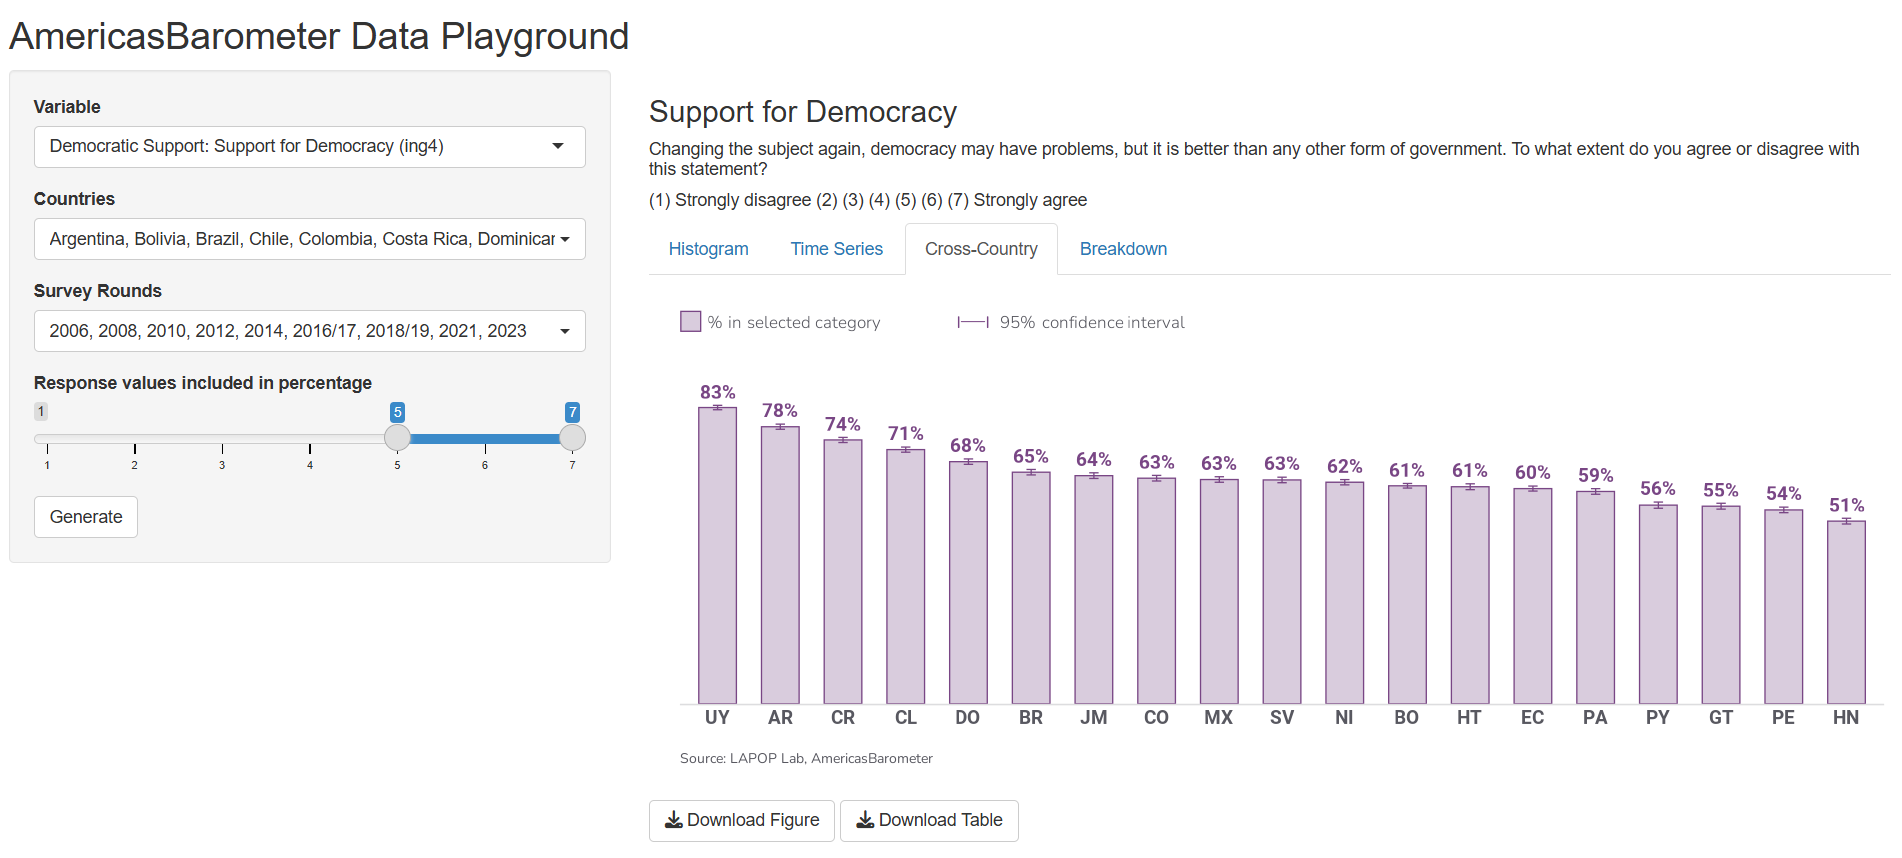 AmericasBarometer Data Playground
Variable
Democratic Support: Support for Democracy (ing4)
Countries
Argentina, Bolivia, Brazil, Chile, Colombia, Costa Rica, Dominican
Survey Rounds
2006, 2008, 2010, 2012, 2014, 2016/17, 2018/19, 2021, 2023
Response values included in percentage
1 5 7
1 2 3 4 5 6 7
Generate
Support for Democracy
Changing the subject again, democracy may have problems, but it is better than any other form of government. To what extent do you agree or disagree with
this statement?
(1) Strongly disagree (2) (3) (4) (5) (6) (7) Strongly agree
Histogram Time Series Cross-Country Breakdown
% in selected category 95% confidence interval
83% 78% 74% 71% 68% 65% 64% 63% 63% 63% 62% 61% 61% 60% 59% 56% 55% 54% 51%
UY AR CR CL DO BR JM CO MX SV NI BO HT EC PA PY GT PE HN
Source: LAPOP Lab, AmericasBarometer
Download Figure Download Table